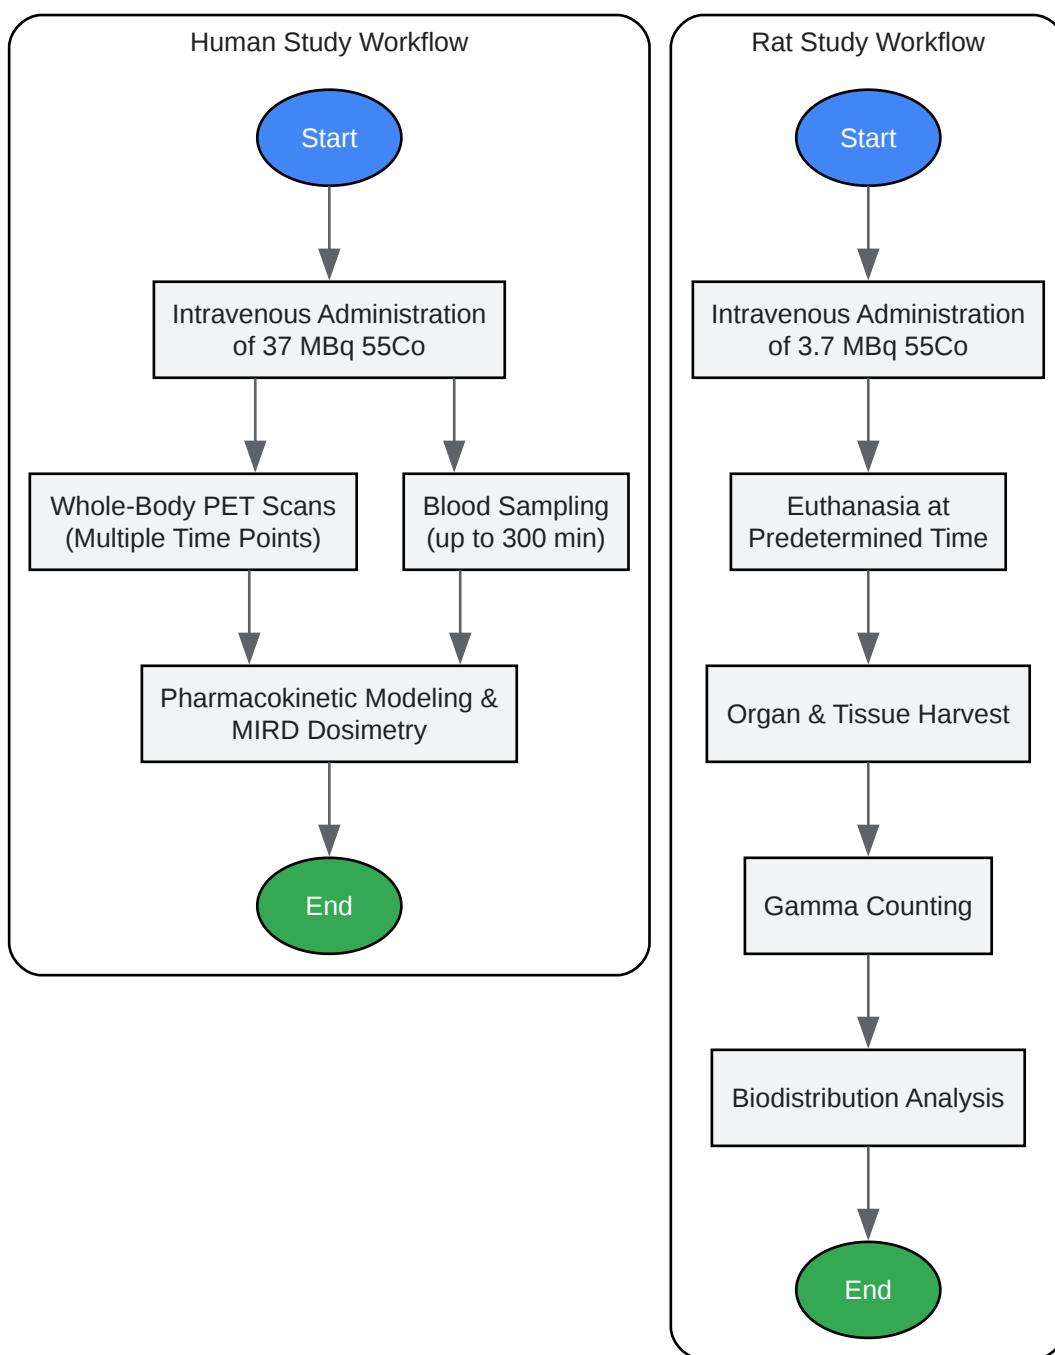 Human Study Workflow
Start
Intravenous Administration
of 37 MBq 55Co
Whole-Body PET Scans
(Multiple Time Points)
Blood Sampling
(up to 300 min)
Pharmacokinetic Modeling &
MIRD Dosimetry
End
Rat Study Workflow
Start
Intravenous Administration
of 3.7 MBq 55Co
Euthanasia at
Predetermined Time
Organ & Tissue Harvest
Gamma Counting
Biodistribution Analysis
End